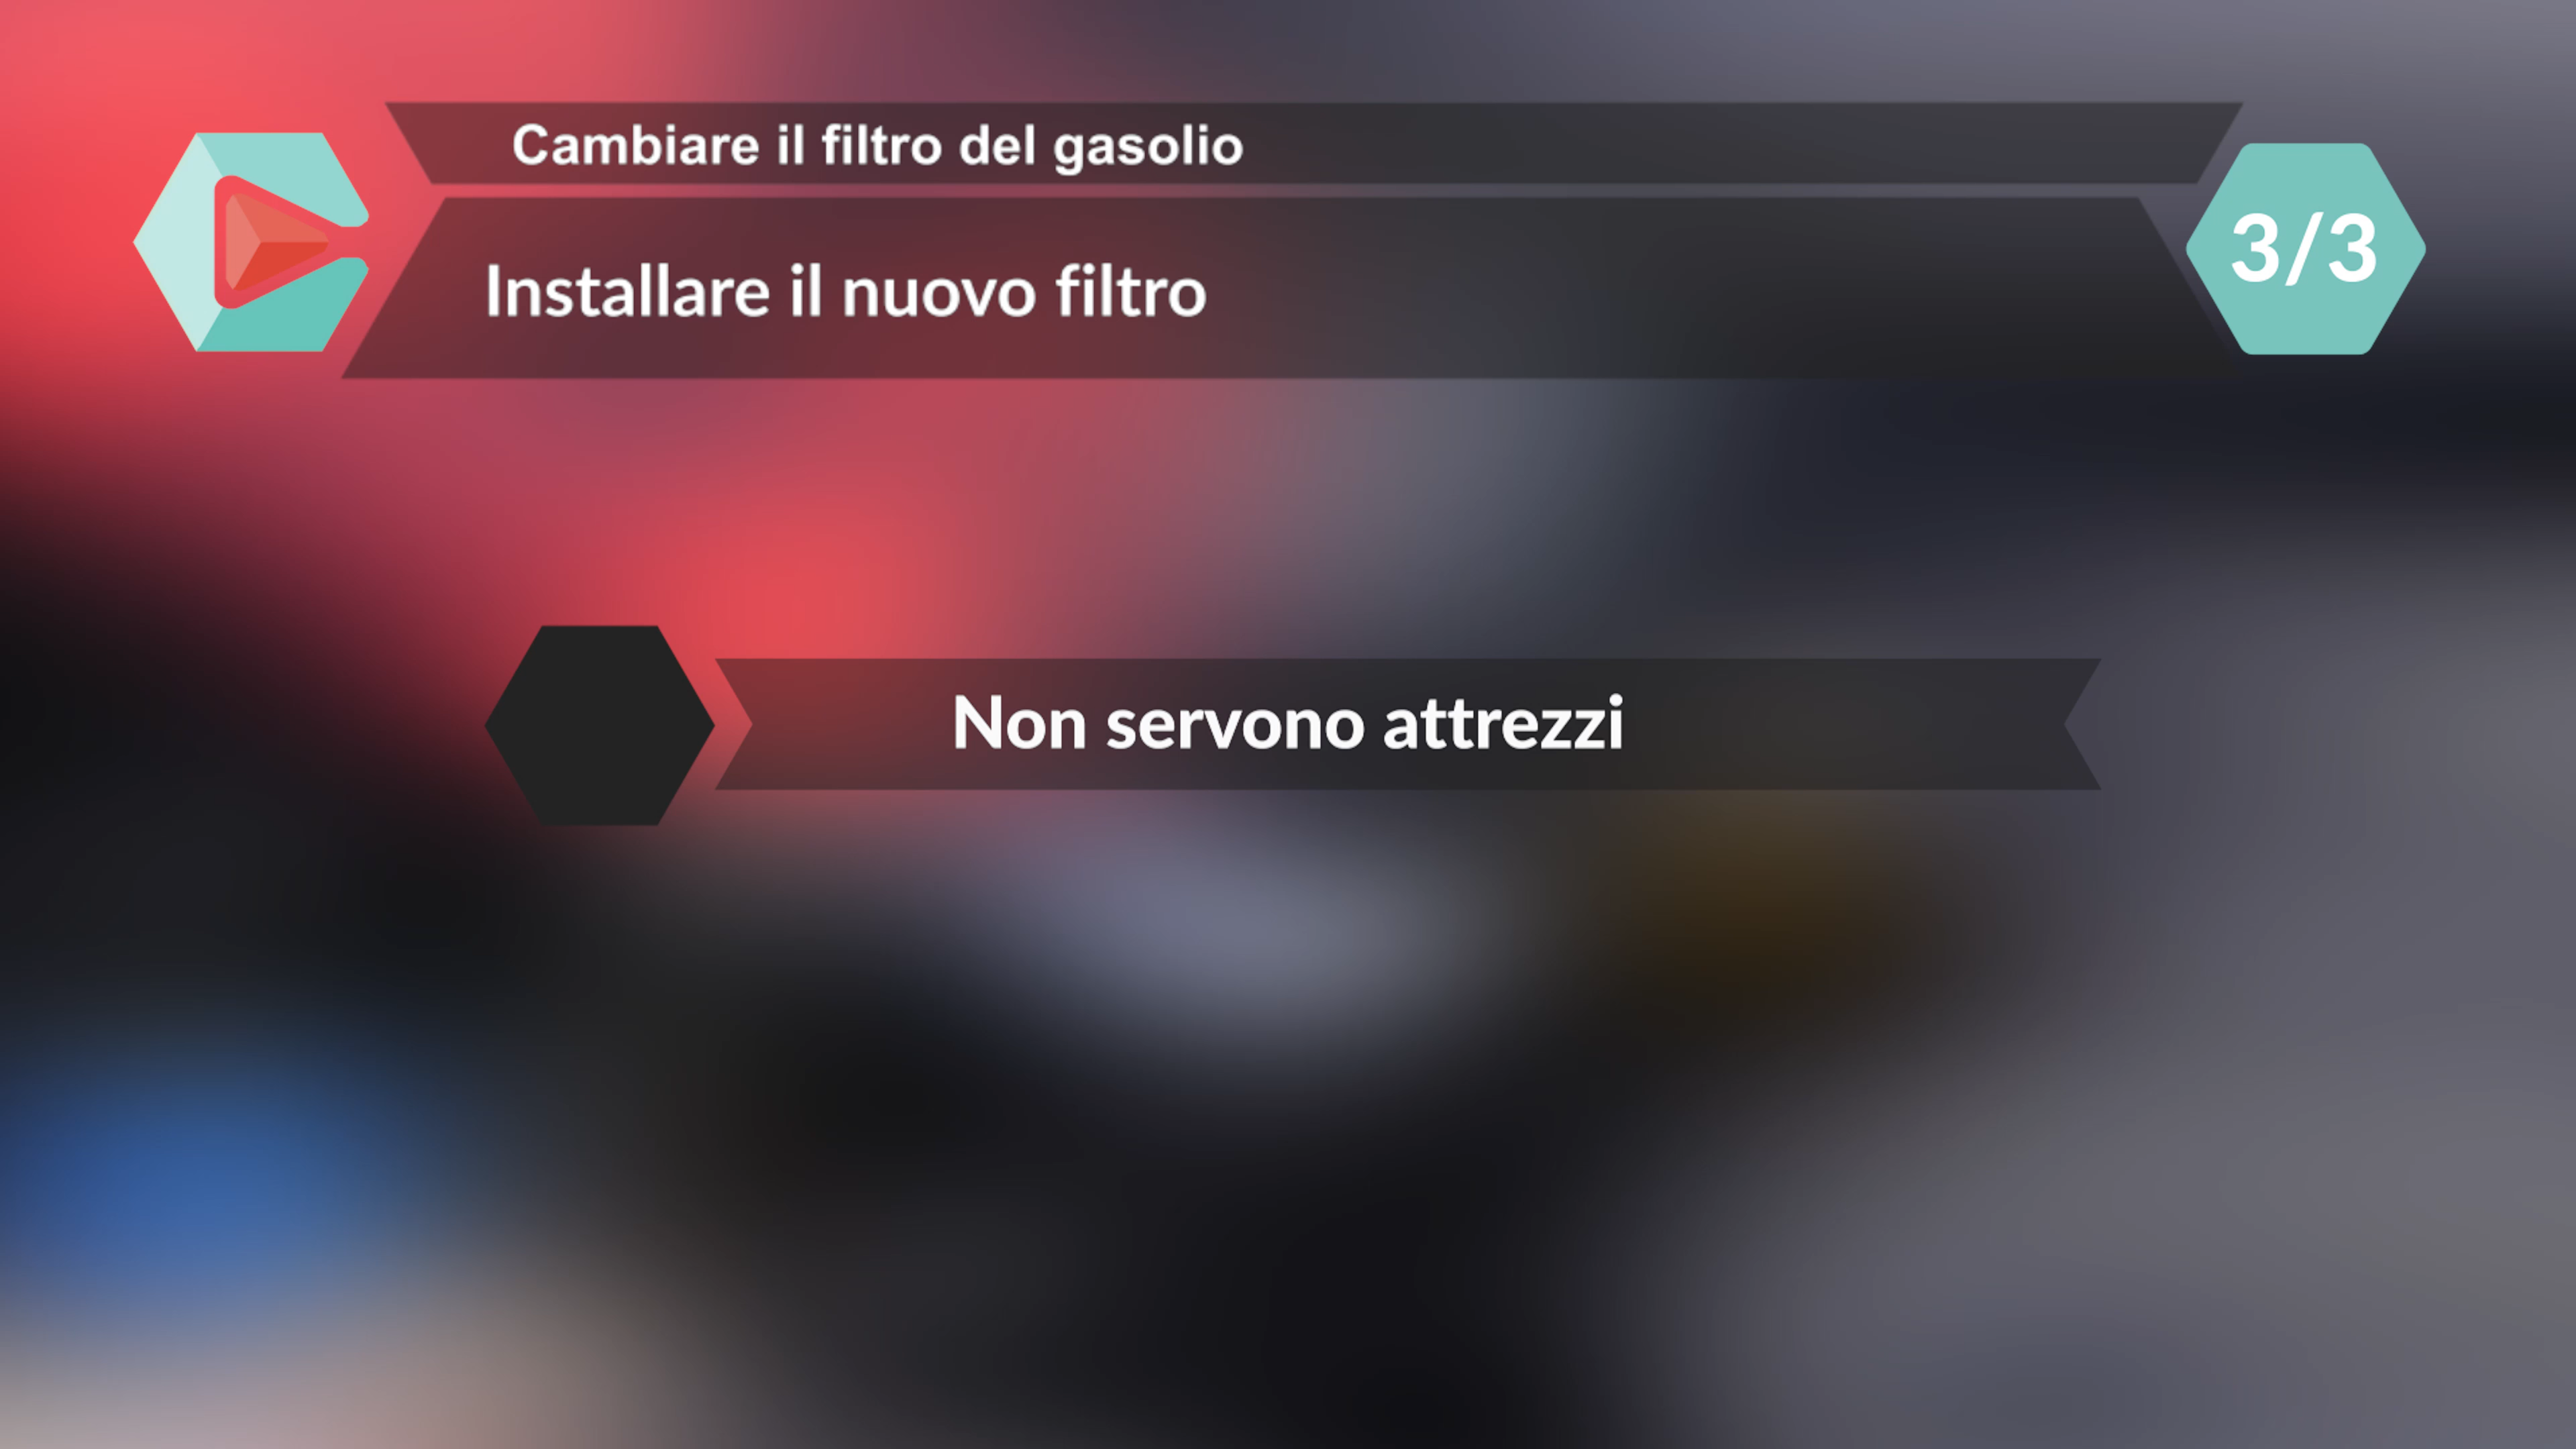 Cambiare il filtro del gasolio
Installare il nuovo filtro
3/3
Non servono attrezzi